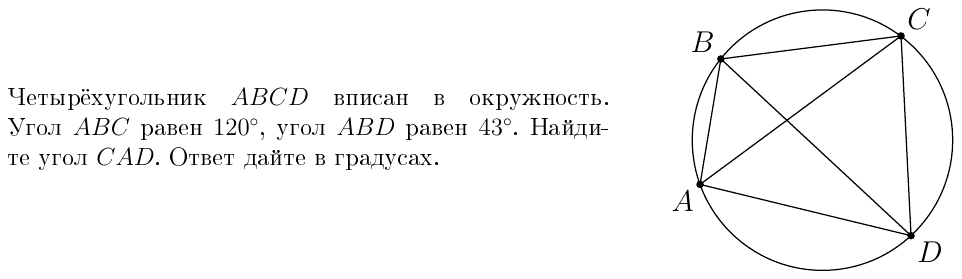 Четырёхугольник ABCD вписан в окружность.
Угол ABC равен 120°, угол ABD равен 43°. Найди-
те угол CAD. Ответ дайте в градусах.
C
B
A
D